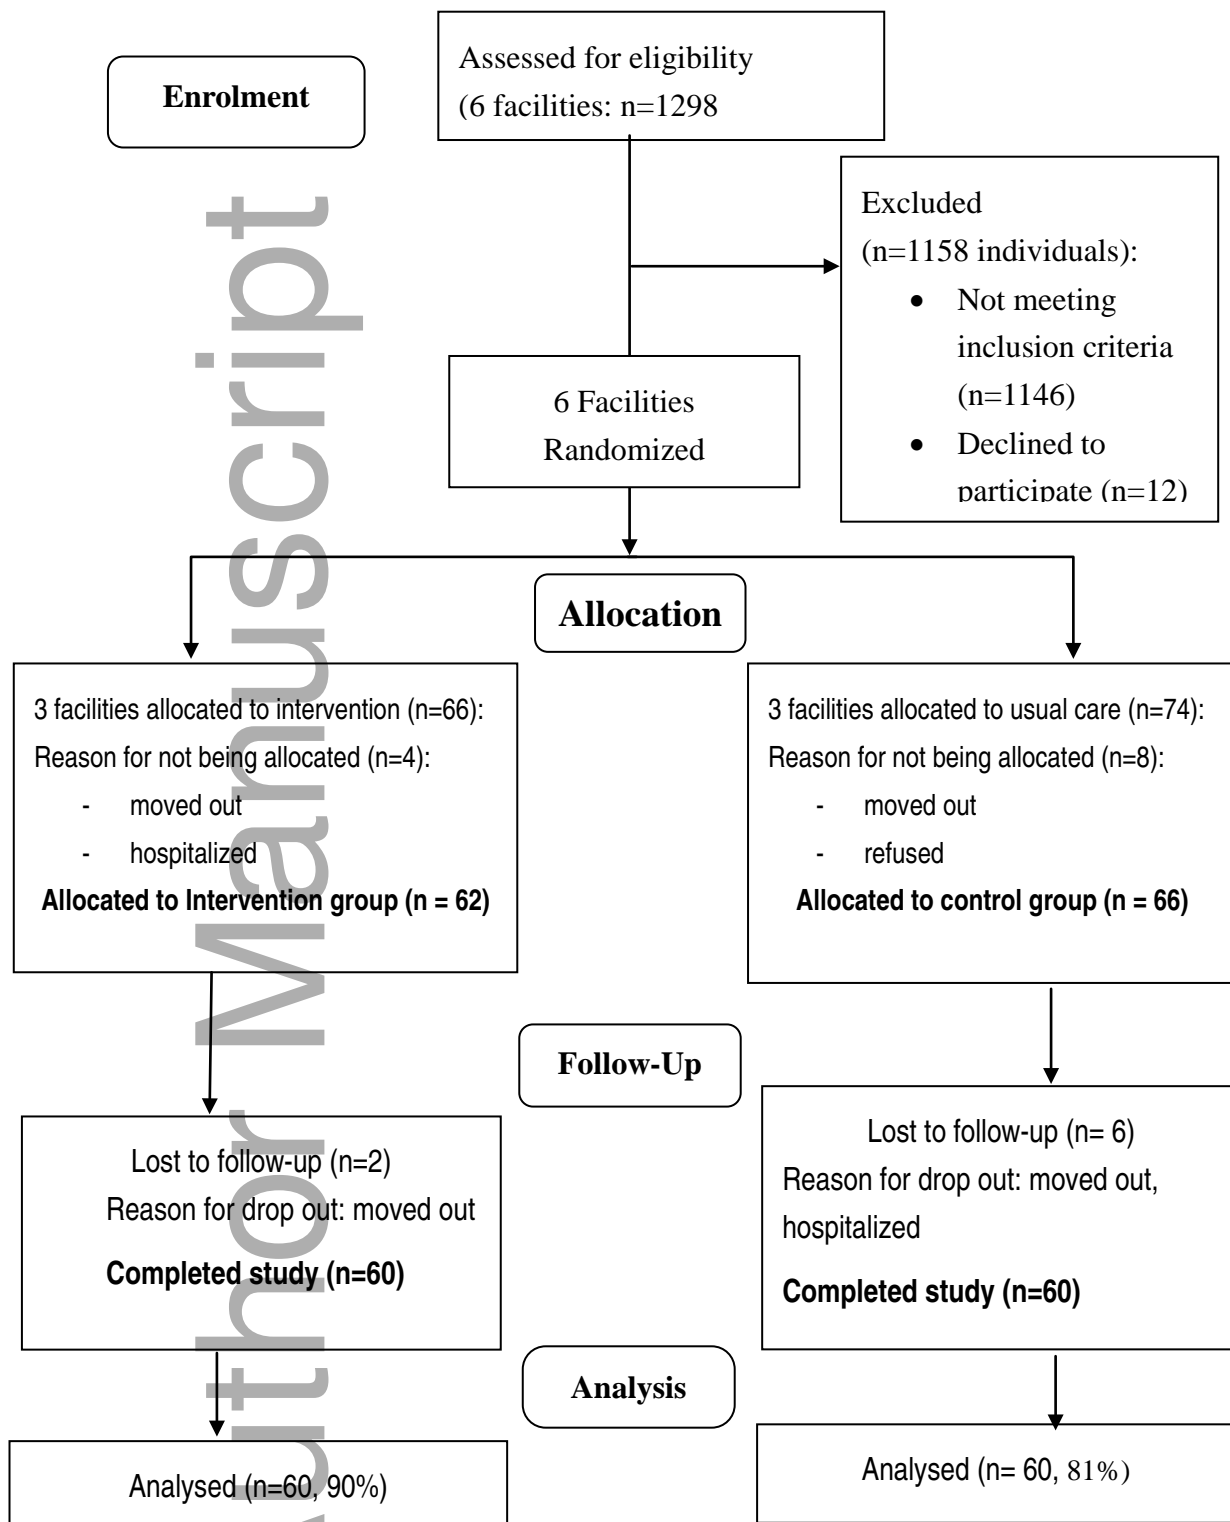 Enrolment
Assessed for eligibility
(6 facilities: n=1298
Excluded
(n=1158 individuals):
• Not meeting
inclusion criteria
(n=1146)
• Declined to
participate (n=12)
6 Facilities
Randomized
Allocation
3 facilities allocated to intervention (n=66):
Reason for not being allocated (n=4):
- moved out
- hospitalized
Allocated to Intervention group (n = 62)
3 facilities allocated to usual care (n=74):
Reason for not being allocated (n=8):
- moved out
- refused
Allocated to control group (n = 66)
Follow-Up
Lost to follow-up (n=2)
Reason for drop out: moved out
Completed study (n=60)
Lost to follow-up (n= 6)
Reason for drop out: moved out,
hospitalized
Completed study (n=60)
Analysis
Analysed (n=60, 90%)
Analysed (n= 60, 81%)
Author Manuscript